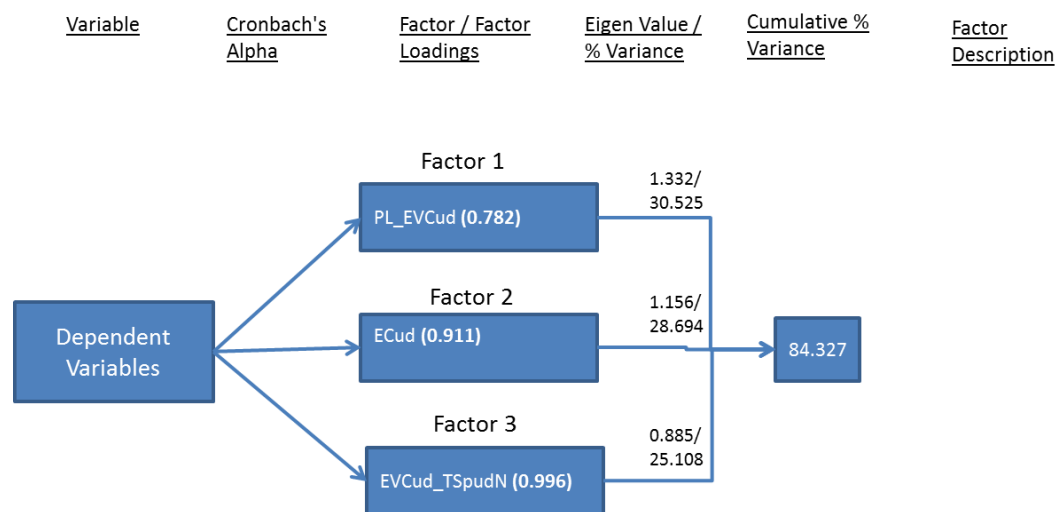 Variable
Cronbach's
Alpha
Factor / Factor
Loadings
Eigen Value /
% Variance
Cumulative %
Variance
Factor
Description
Factor 1
1.332/
30.525
PL_EVCud (0.782)
Factor 2
1.156/
28.694
ECud (0.911)
Dependent
Variables
84.327
Factor 3
0.885/
25.108
EVCud_TSpudN (0.996)